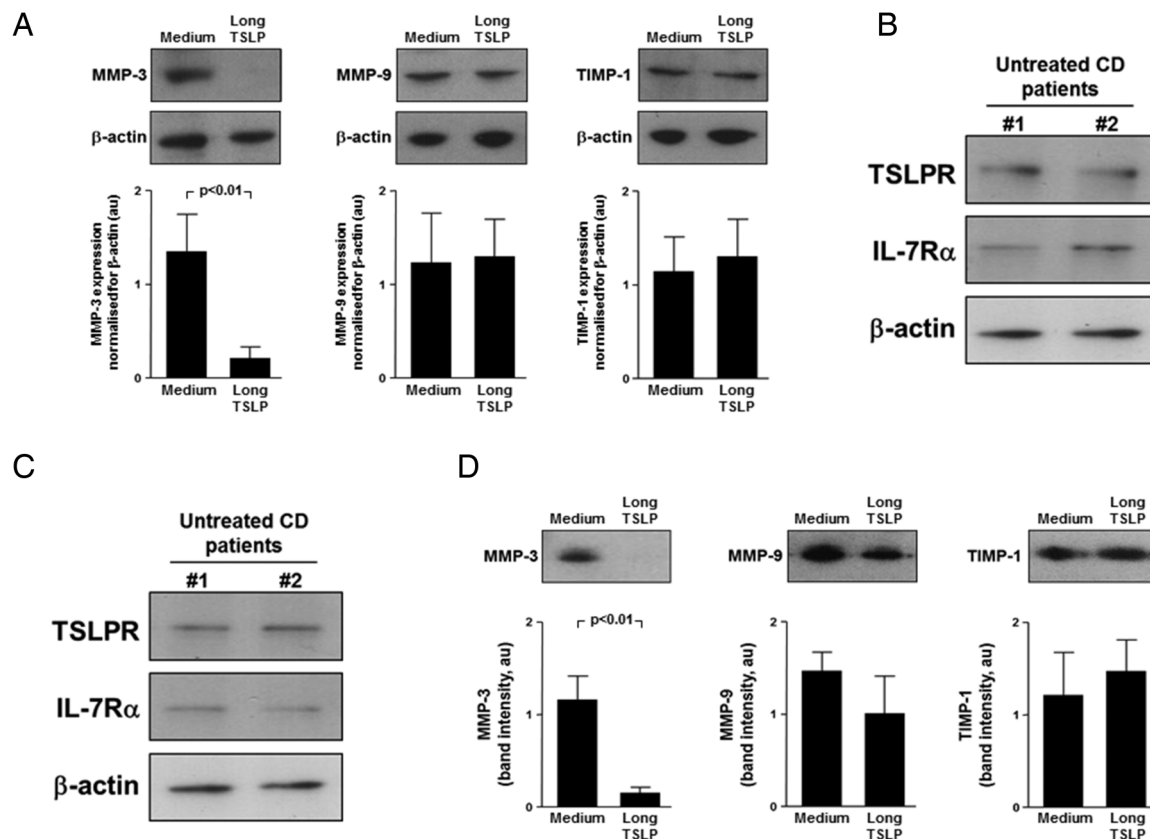 A
Medium
Long
TSLP
MMP-3
β-actin
MMP-3 expression
normalised for β-actin (au)
2
1
0
p<0.01
Medium
Long
TSLP
Medium
Long
TSLP
MMP-9
β-actin
MMP-9 expression
normalised for β-actin (au)
2
1
0
Medium
Long
TSLP
Medium
Long
TSLP
TIMP-1
β-actin
TIMP-1 expression
normalised for β-actin (au)
2
1
0
Medium
Long
TSLP
B
Untreated CD
patients
#1 #2
TSLPR
IL-7Rα
β-actin
C
Untreated CD
patients
#1 #2
TSLPR
IL-7Rα
β-actin
D
Medium
Long
TSLP
MMP-3
MMP-3
(band intensity, au)
2
1
0
p<0.01
Medium
Long
TSLP
Medium
Long
TSLP
MMP-9
MMP-9
(band intensity, au)
2
1
0
Medium
Long
TSLP
Medium
Long
TSLP
TIMP-1
TIMP-1
(band intensity, au)
2
1
0
Medium
Long
TSLP